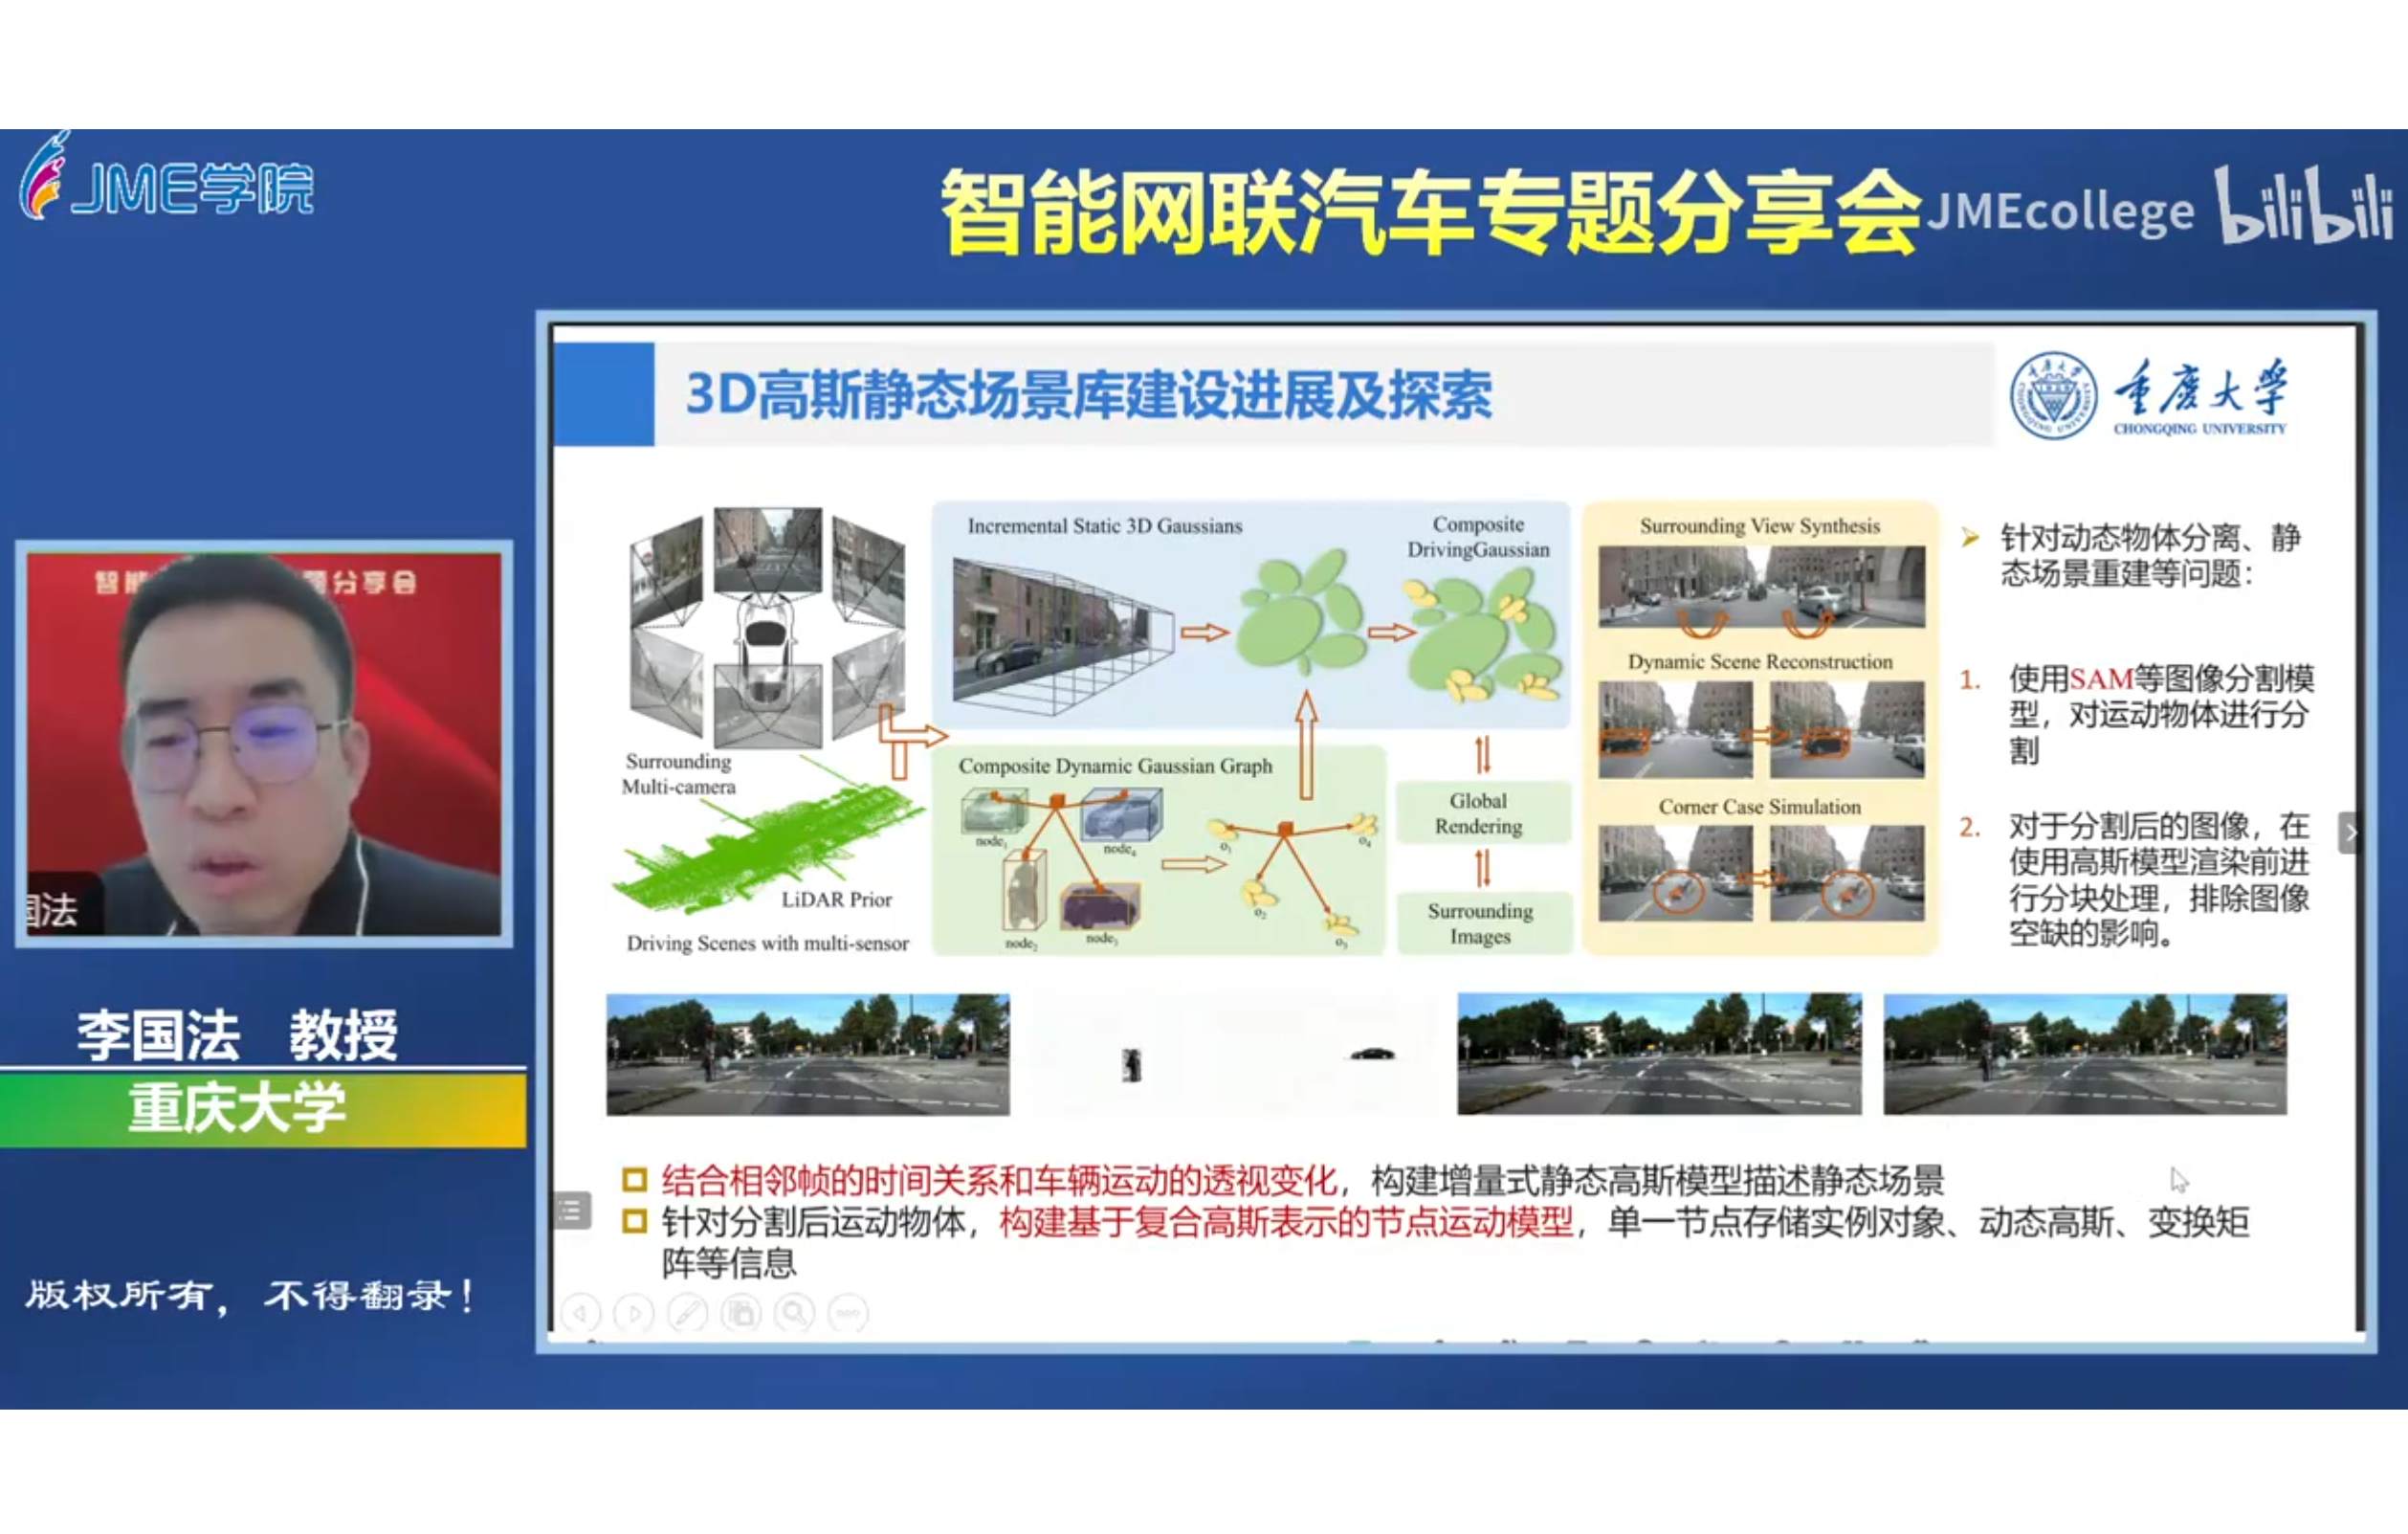 JME学院
智能网联汽车专题分享会
JMEcollege bilibili
3D高斯静态场景库建设进展及探索
重庆大学
CHONGQING UNIVERSITY
Surrounding
Multi-camera
LiDAR Prior
Driving Scenes with multi-sensor
Incremental Static 3D Gaussians
Composite
DrivingGaussian
Composite Dynamic Gaussian Graph
node₁
node₄
node₂
node₃
o₁
o₄
o₂
o₃
Global
Rendering
Surrounding
Images
Surrounding View Synthesis
Dynamic Scene Reconstruction
Corner Case Simulation
针对动态物体分离、静
态场景重建等问题：
1. 使用SAM等图像分割模
型，对运动物体进行分
割
2. 对于分割后的图像，在
使用高斯模型渲染前进
行分块处理，排除图像
空缺的影响。
结合相邻帧的时间关系和车辆运动的透视变化，构建增量式静态高斯模型描述静态场景
针对分割后运动物体，构建基于复合高斯表示的节点运动模型，单一节点存储实例对象、动态高斯、变换矩
阵等信息
分享会
国法
李国法 教授
重庆大学
版权所有，不得翻录！